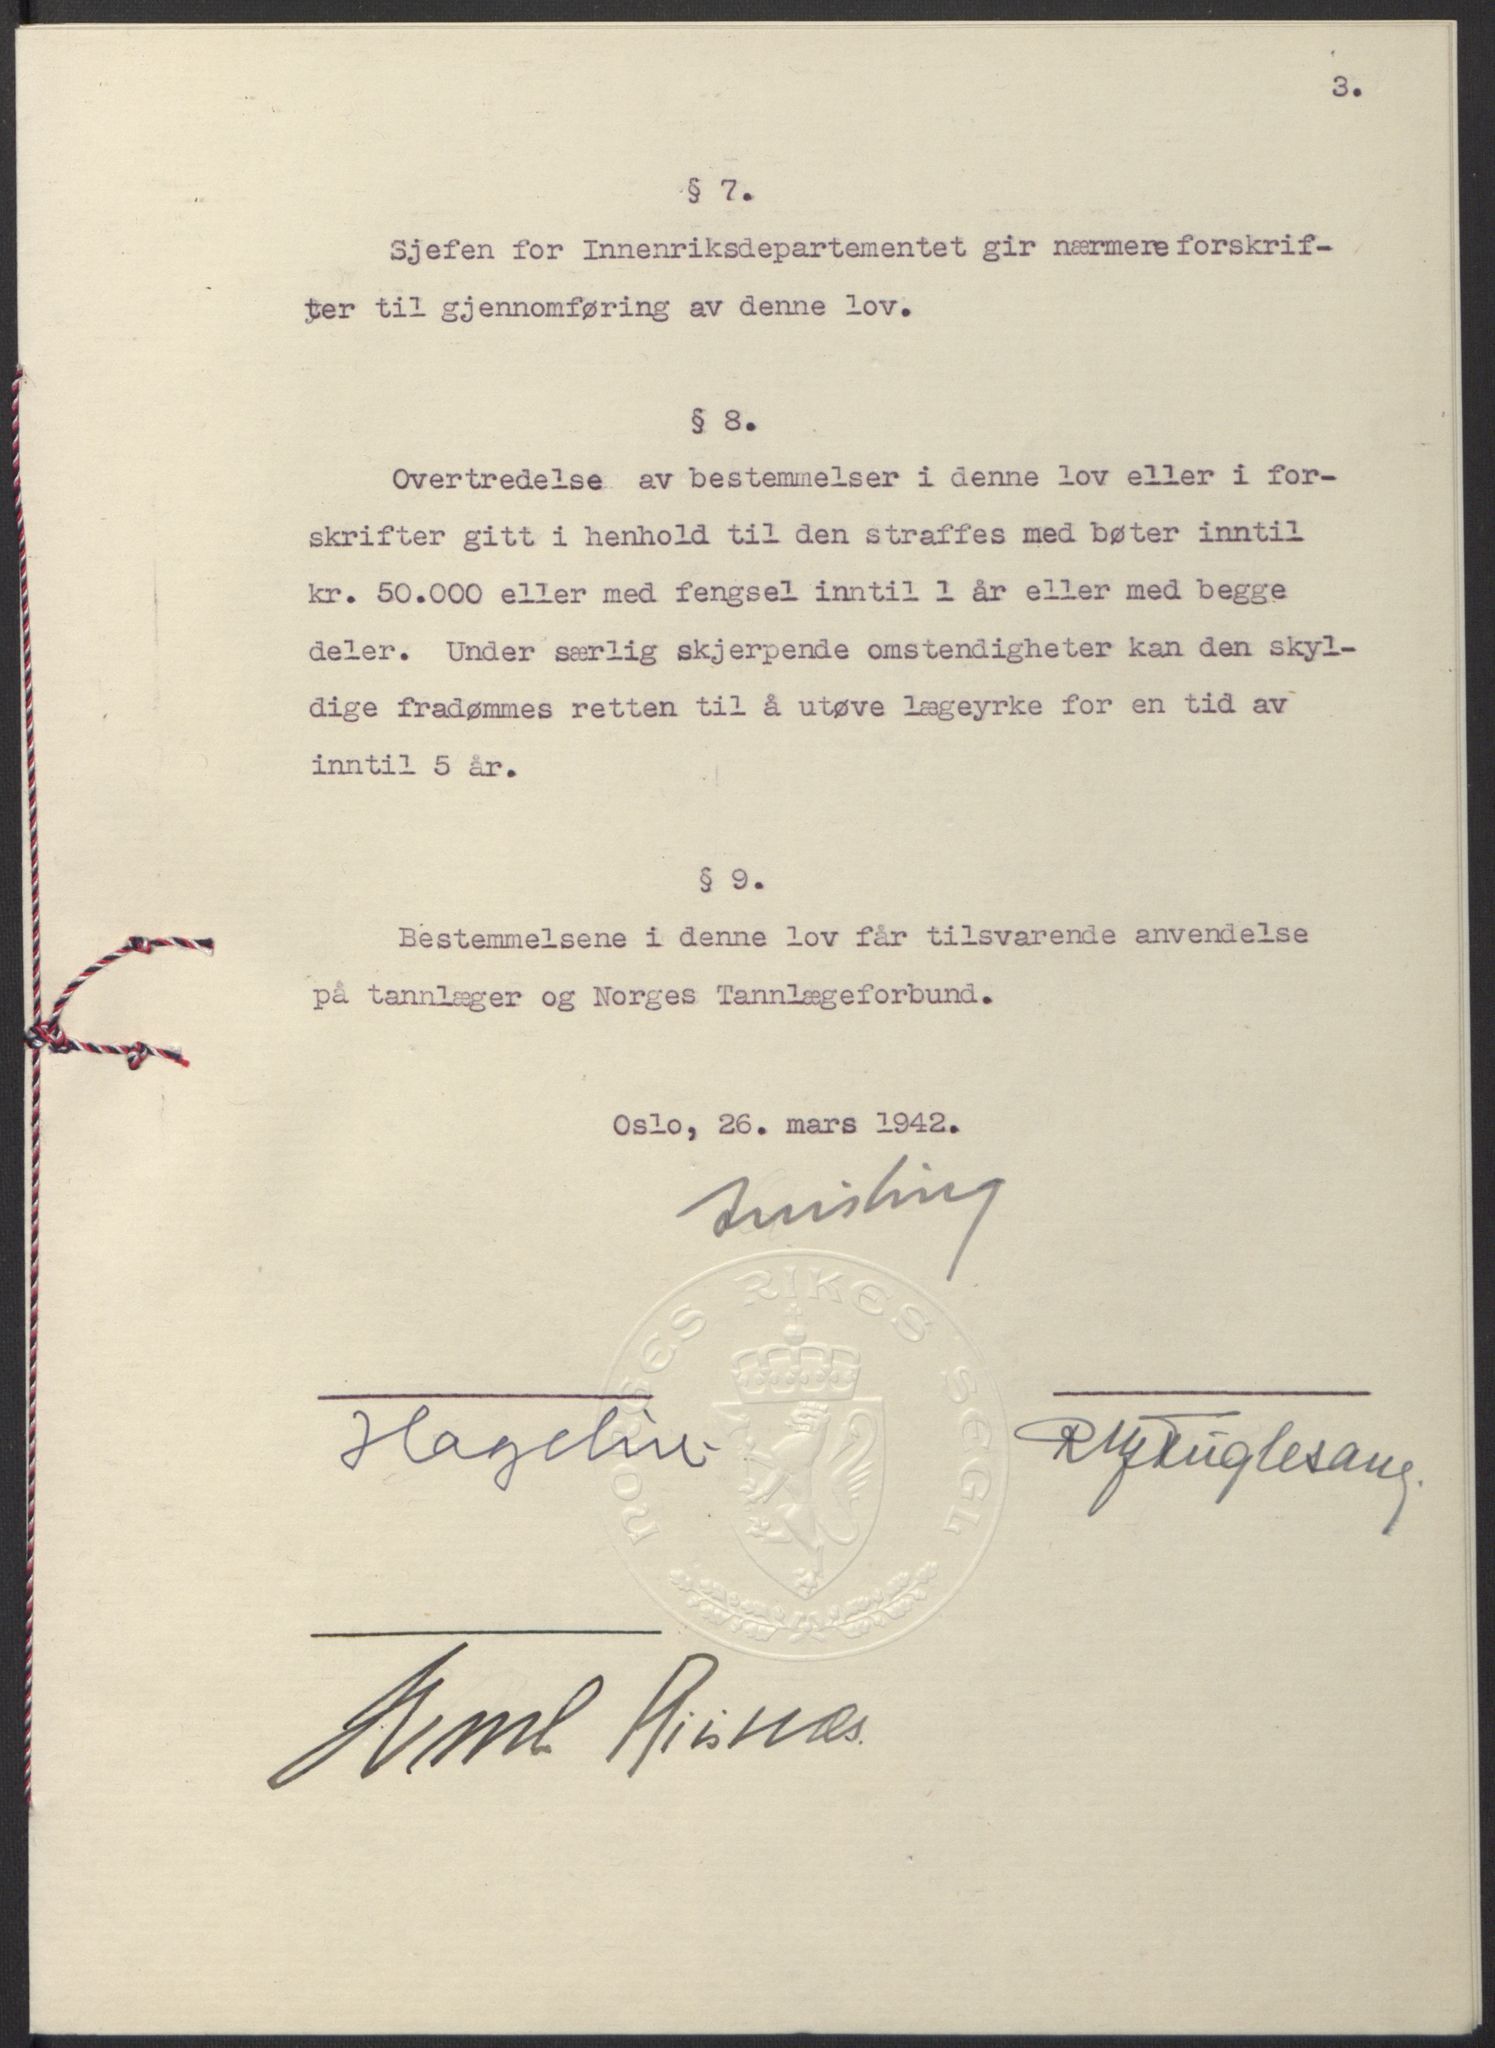 3.
§ 7.
Sjefen for Innenriksdepartementet gir nærmere forskrif-
ter til gjennomføring av denne lov.
§ 8.
Overtredelse av bestemmelser i denne lov eller i for-
skrifter gitt i henhold til den straffes med bøter inntil
kr. 50.000 eller med fengsel inntil 1 år eller med begge
deler. Under særlig skjerpende omstendigheter kan den skyl-
dige fradømmes retten til å utøve lægeyrke for en tid av
inntil 5 år.
§ 9.
Bestemmelsene i denne lov får tilsvarende anvendelse
på tannlæger og Norges Tannlægeforbund.
Oslo, 26. mars 1942.
Quisling
NORGES RIKES SEGL
Hagelin
R Fuglesang.
Riisnæs.